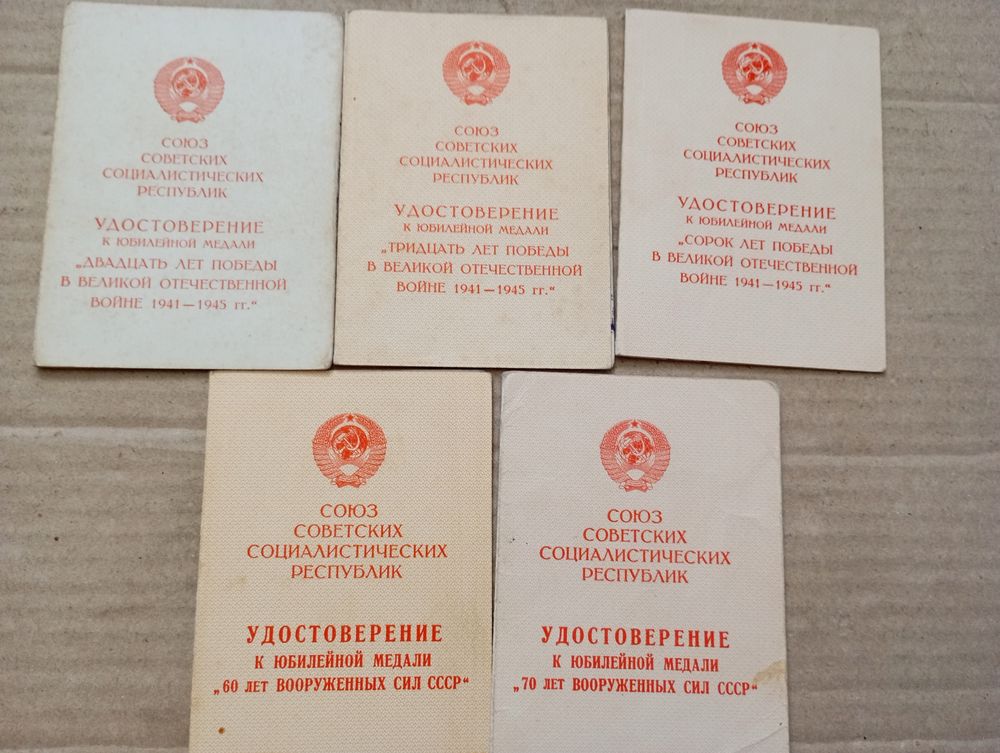 СОЮЗ
СОВЕТСКИХ
СОЦИАЛИСТИЧЕСКИХ
РЕСПУБЛИК
УДОСТОВЕРЕНИЕ
К ЮБИЛЕЙНОЙ МЕДАЛИ
„ДВАДЦАТЬ ЛЕТ ПОБЕДЫ
В ВЕЛИКОЙ ОТЕЧЕСТВЕННОЙ
ВОЙНЕ 1941—1945 гг.“
СОЮЗ
СОВЕТСКИХ
СОЦИАЛИСТИЧЕСКИХ
РЕСПУБЛИК
УДОСТОВЕРЕНИЕ
К ЮБИЛЕЙНОЙ МЕДАЛИ
„ТРИДЦАТЬ ЛЕТ ПОБЕДЫ
В ВЕЛИКОЙ ОТЕЧЕСТВЕННОЙ
ВОЙНЕ 1941—1945 гг.“
СОЮЗ
СОВЕТСКИХ
СОЦИАЛИСТИЧЕСКИХ
РЕСПУБЛИК
УДОСТОВЕРЕНИЕ
К ЮБИЛЕЙНОЙ МЕДАЛИ
„СОРОК ЛЕТ ПОБЕДЫ
В ВЕЛИКОЙ ОТЕЧЕСТВЕННОЙ
ВОЙНЕ 1941—1945 гг.“
СОЮЗ
СОВЕТСКИХ
СОЦИАЛИСТИЧЕСКИХ
РЕСПУБЛИК
УДОСТОВЕРЕНИЕ
К ЮБИЛЕЙНОЙ МЕДАЛИ
„60 ЛЕТ ВООРУЖЕННЫХ СИЛ СССР“
СОЮЗ
СОВЕТСКИХ
СОЦИАЛИСТИЧЕСКИХ
РЕСПУБЛИК
УДОСТОВЕРЕНИЕ
К ЮБИЛЕЙНОЙ МЕДАЛИ
„70 ЛЕТ ВООРУЖЕННЫХ СИЛ СССР“